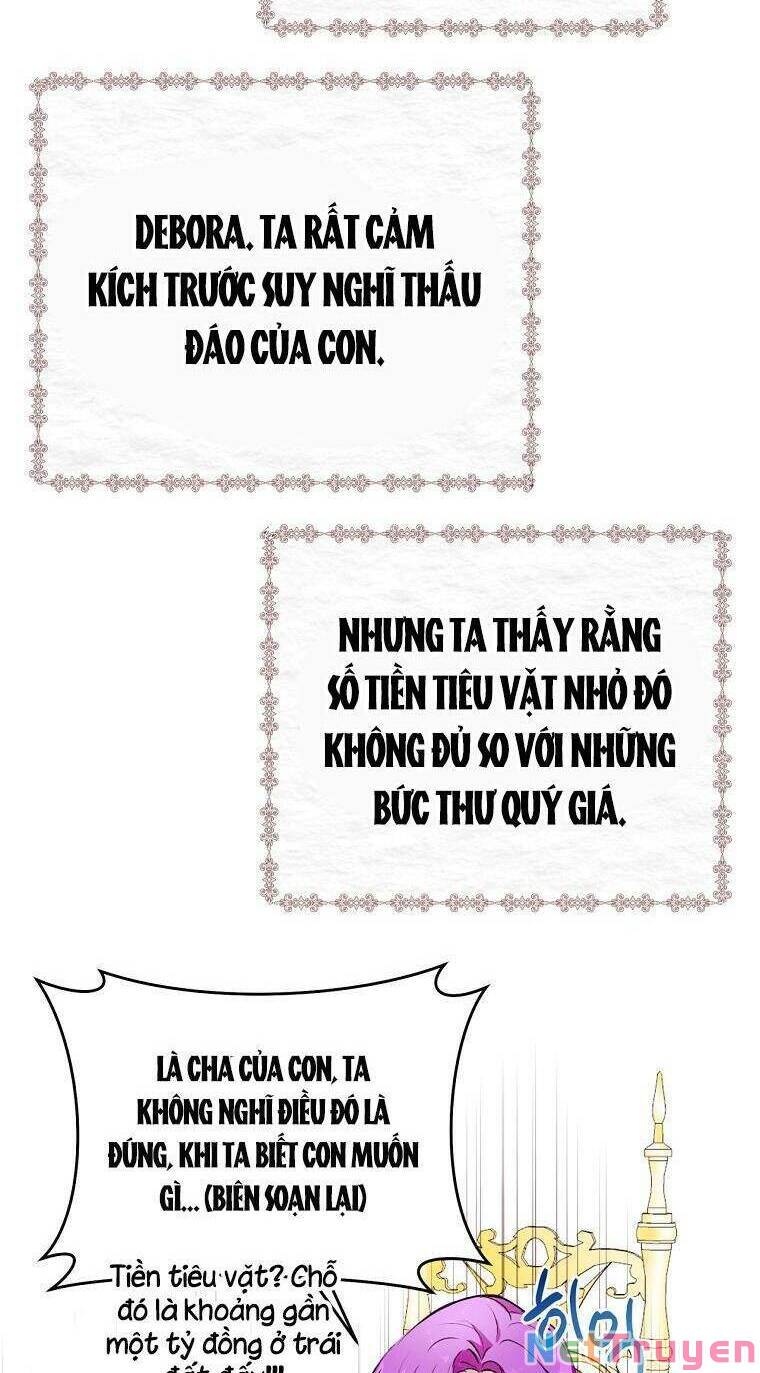 DEBORA. TA RẤT CẢM
KÍCH TRƯỚC SUY NGHĨ THẤU
ĐÁO CỦA CON.
NHƯNG TA THẤY RẰNG
SỐ TIỀN TIÊU VẶT NHỎ ĐÓ
KHÔNG ĐỦ SO VỚI NHỮNG
BỨC THƯ QUÝ GIÁ.
LÀ CHA CỦA CON, TA
KHÔNG NGHĨ ĐIỀU ĐÓ LÀ
ĐÚNG, KHI TA BIẾT CON MUỐN
GÌ... (BIÊN SOẠN LẠI)
Tiền tiêu vặt? Chỗ
đó là khoảng gần
một tỷ đồng ở trái
đất đấy!!!
NetTruyen